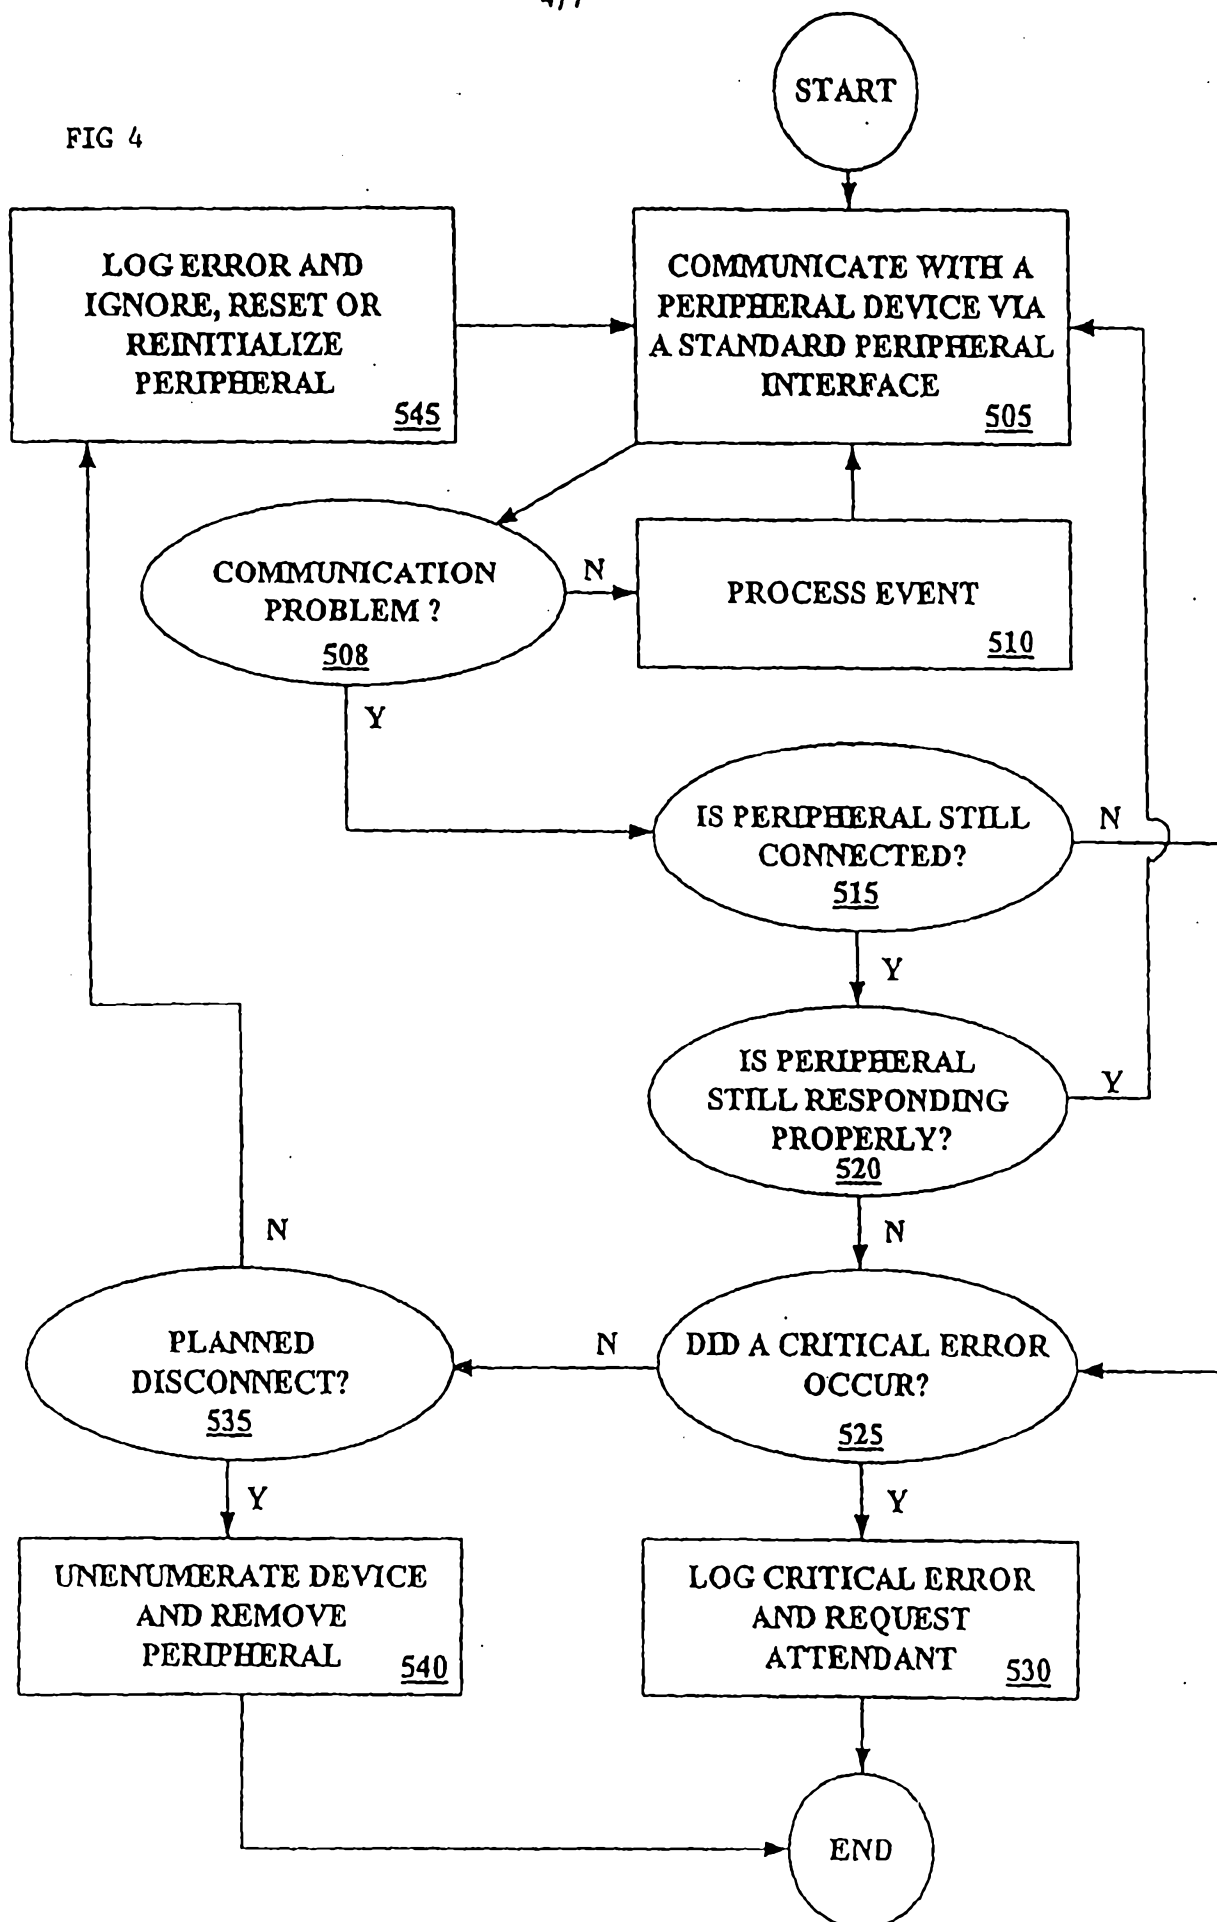 START
FIG 4
LOG ERROR AND
IGNORE, RESET OR
REINITIALIZE
PERIPHERAL
545
COMMUNICATE WITH A
PERIPHERAL DEVICE VIA
A STANDARD PERIPHERAL
INTERFACE
505
COMMUNICATION
PROBLEM ?
508
N
PROCESS EVENT
510
Y
IS PERIPHERAL STILL
CONNECTED?
515
N
Y
IS PERIPHERAL
STILL RESPONDING
PROPERLY?
520
Y
N
N
PLANNED
DISCONNECT?
535
N
DID A CRITICAL ERROR
OCCUR?
525
Y
Y
UNENUMERATE DEVICE
AND REMOVE
PERIPHERAL
540
LOG CRITICAL ERROR
AND REQUEST
ATTENDANT
530
END